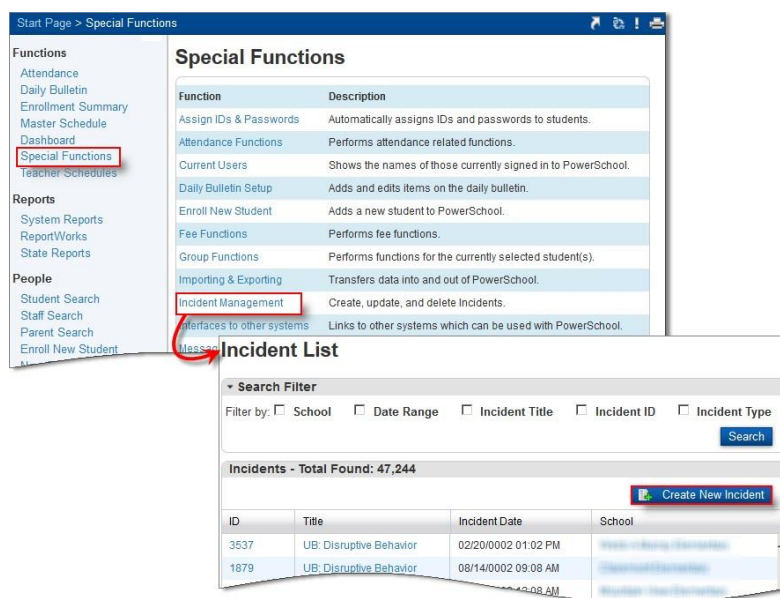 Start Page > Special Functions
Functions
Attendance
Daily Bulletin
Enrollment Summary
Master Schedule
Dashboard
Special Functions
Teacher Schedules
Reports
System Reports
ReportWorks
State Reports
People
Student Search
Staff Search
Parent Search
Enroll New Student
Special Functions
Function Description
Assign IDs & Passwords Automatically assigns IDs and passwords to students.
Attendance Functions Performs attendance related functions.
Current Users Shows the names of those currently signed in to PowerSchool.
Daily Bulletin Setup Adds and edits items on the daily bulletin.
Enroll New Student Adds a new student to PowerSchool.
Fee Functions Performs fee functions.
Group Functions Performs functions for the currently selected student(s).
Importing & Exporting Transfers data into and out of PowerSchool.
Incident Management Create, update, and delete Incidents.
Interfaces to other systems Links to other systems which can be used with PowerSchool.
Incident List
Search Filter
Filter by: School Date Range Incident Title Incident ID Incident Type
Search
Incidents - Total Found: 47,244
Create New Incident
ID Title Incident Date School
3537 UB: Disruptive Behavior 02/20/0002 01:02 PM
1879 UB: Disruptive Behavior 08/14/0002 09:08 AM